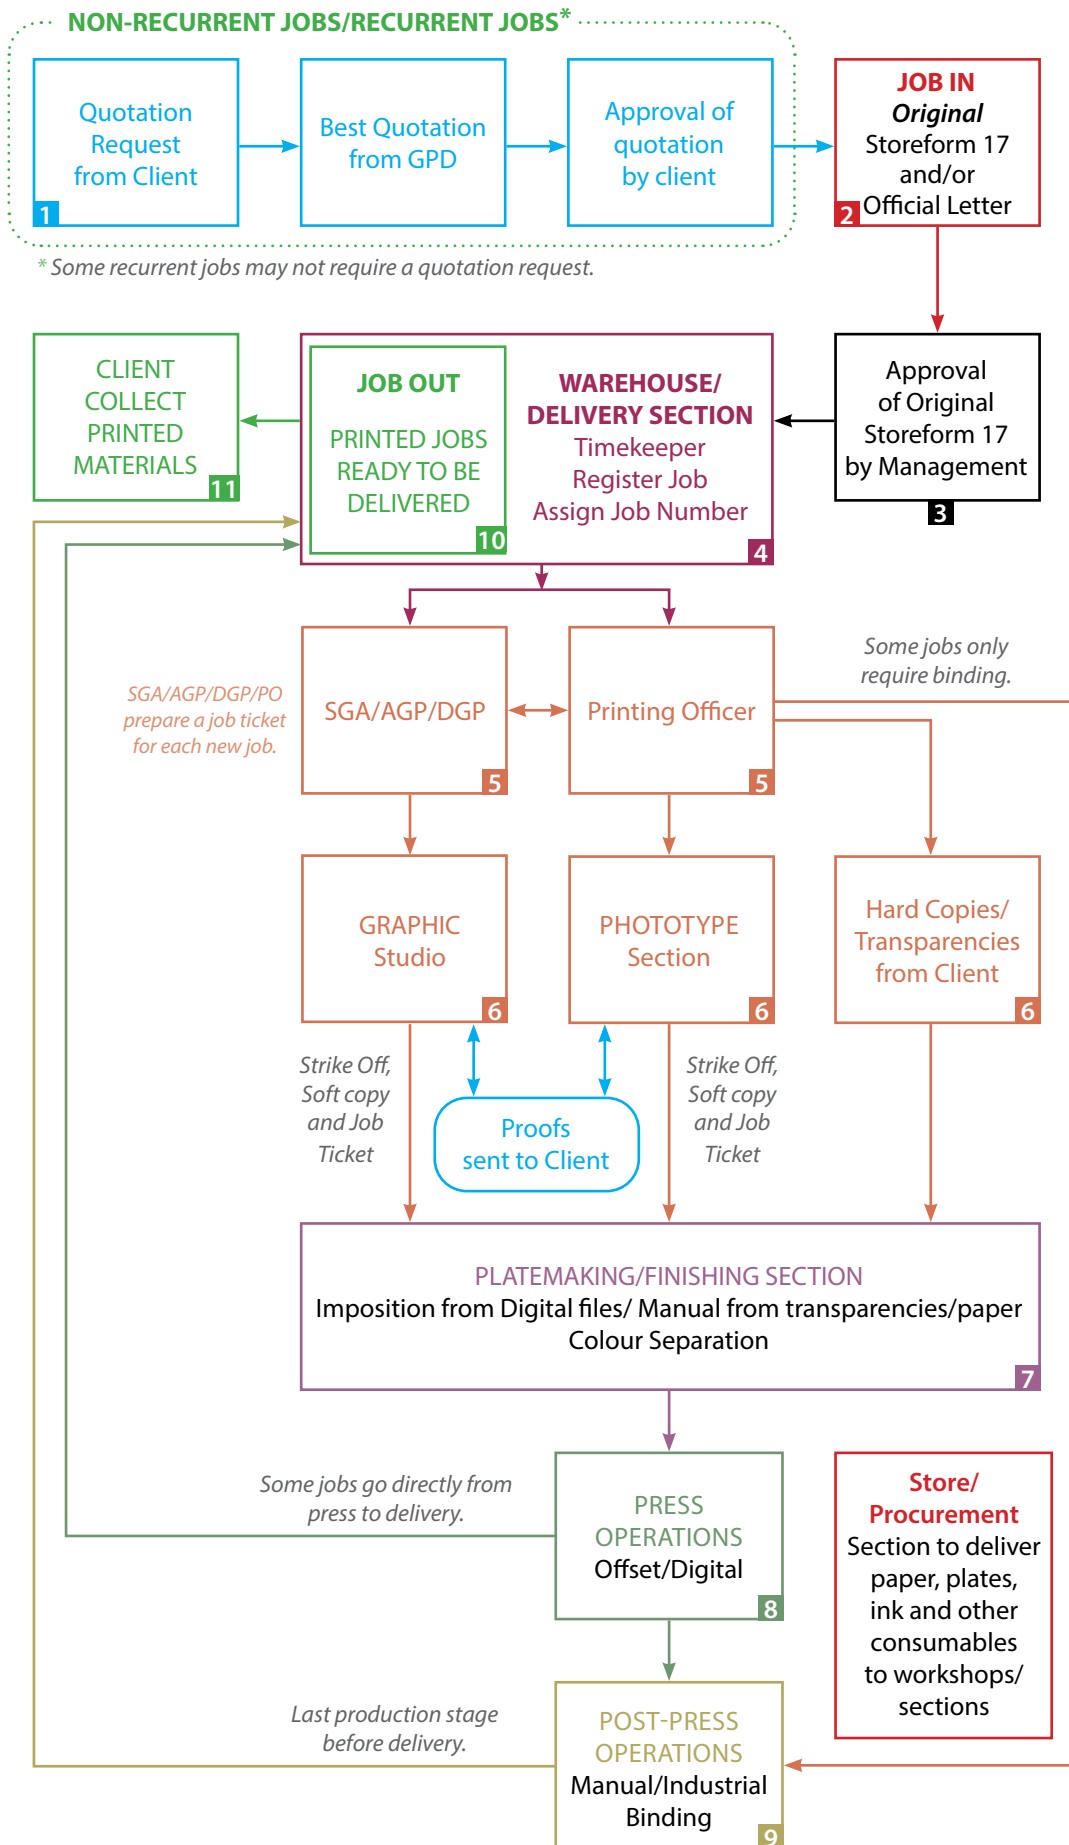 NON-RECURRENT JOBS/RECURRENT JOBS*
Quotation
Request
from Client
1
Best Quotation
from GPD
Approval of
quotation
by client
JOB IN
Original
Storeform 17
and/or
Official Letter
2
* Some recurrent jobs may not require a quotation request.
CLIENT
COLLECT
PRINTED
MATERIALS
11
JOB OUT
PRINTED JOBS
READY TO BE
DELIVERED
10
WAREHOUSE/
DELIVERY SECTION
Timekeeper
Register Job
Assign Job Number
4
Approval
of Original
Storeform 17
by Management
3
SGA/AGP/DGP/PO
prepare a job ticket
for each new job.
SGA/AGP/DGP
5
Printing Officer
5
Some jobs only
require binding.
GRAPHIC
Studio
6
PHOTOTYPE
Section
6
Hard Copies/
Transparencies
from Client
6
Strike Off,
Soft copy
and Job
Ticket
Proofs
sent to Client
Strike Off,
Soft copy
and Job
Ticket
PLATEMAKING/FINISHING SECTION
Imposition from Digital files/ Manual from transparencies/paper
Colour Separation
7
Some jobs go directly from
press to delivery.
PRESS
OPERATIONS
Offset/Digital
8
Store/
Procurement
Section to deliver
paper, plates,
ink and other
consumables
to workshops/
sections
Last production stage
before delivery.
POST-PRESS
OPERATIONS
Manual/Industrial
Binding
9